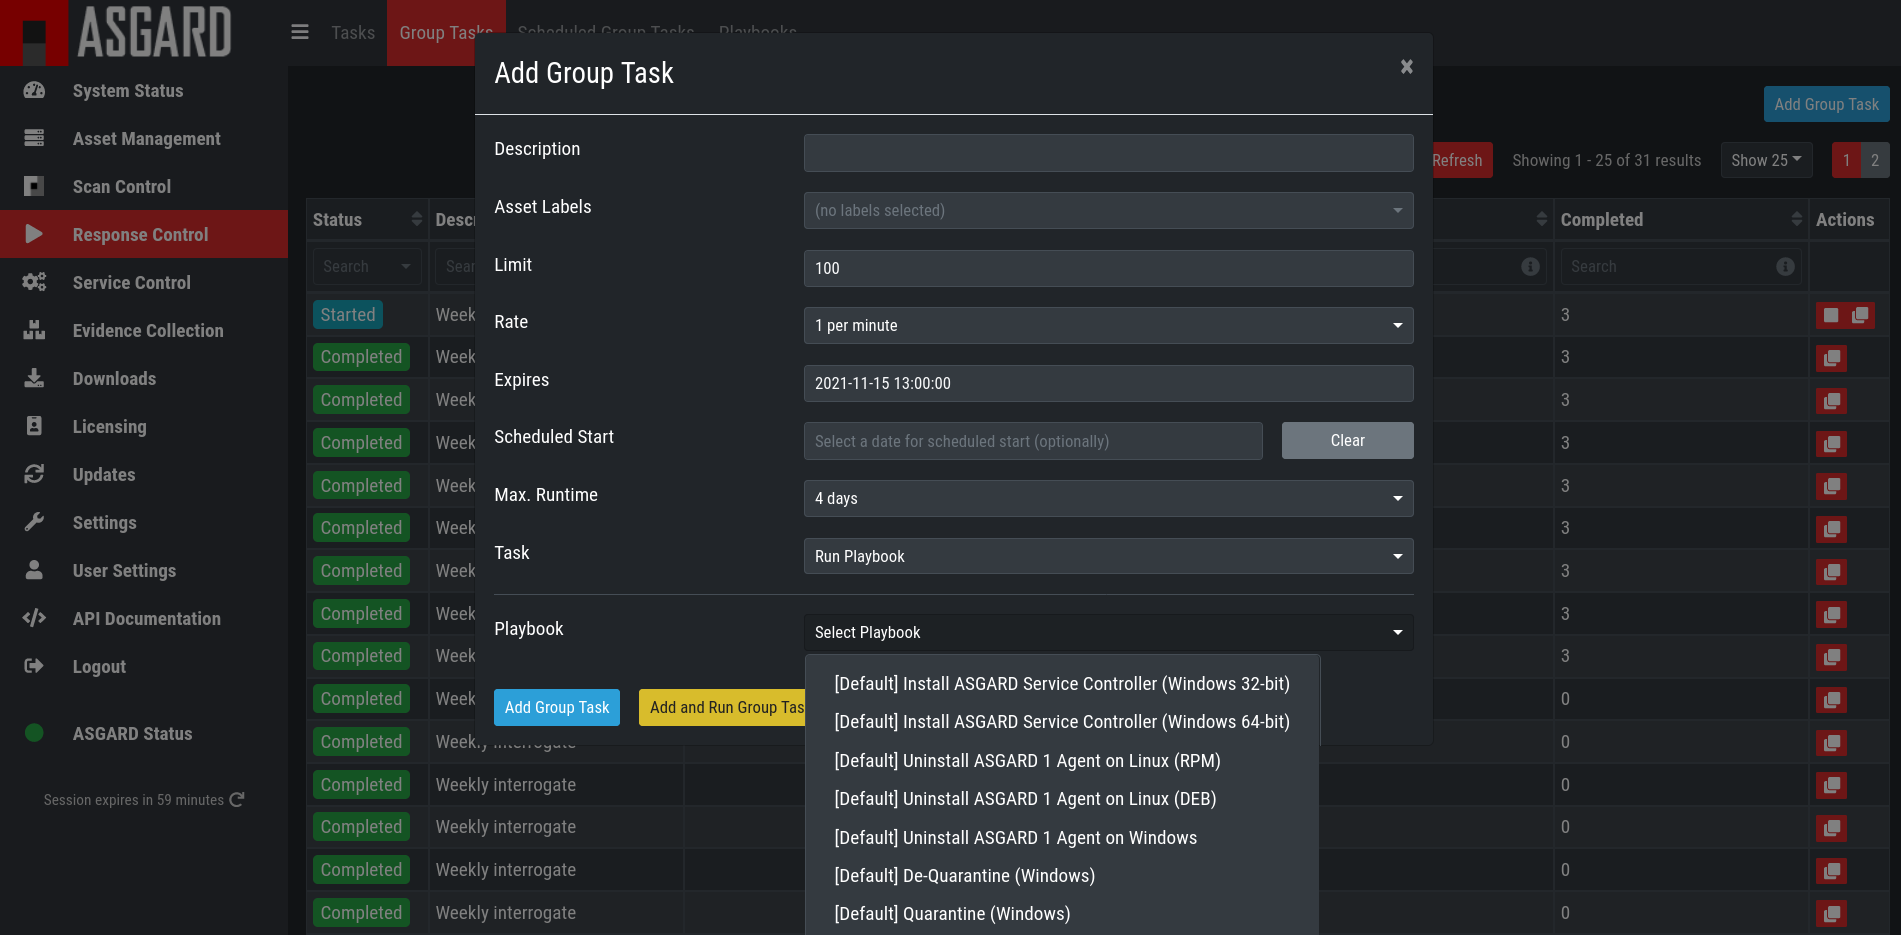 ASGARD
Tasks
Group Tasks
Scheduled Group Tasks
Playbooks
System Status
Asset Management
Scan Control
Response Control
Service Control
Evidence Collection
Downloads
Licensing
Updates
Settings
User Settings
API Documentation
Logout
ASGARD Status
Session expires in 59 minutes
Add Group Task
Refresh
Showing 1 - 25 of 31 results
Show 25
1
2
Status
Completed
Actions
Search
Search
Started
Week
3
Completed
Week
3
Completed
Week
3
Completed
Week
3
Completed
Week
3
Completed
Week
3
Completed
Week
3
Completed
Week
3
Completed
Week
3
Completed
Week
0
Completed
Weekly interrogate
0
Completed
Weekly interrogate
0
Completed
Weekly interrogate
0
Completed
Weekly interrogate
0
Completed
Weekly interrogate
0
Add Group Task
×
Description
Asset Labels
(no labels selected)
Limit
100
Rate
1 per minute
Expires
2021-11-15 13:00:00
Scheduled Start
Select a date for scheduled start (optionally)
Clear
Max. Runtime
4 days
Task
Run Playbook
Playbook
Select Playbook
[Default] Install ASGARD Service Controller (Windows 32-bit)
[Default] Install ASGARD Service Controller (Windows 64-bit)
[Default] Uninstall ASGARD 1 Agent on Linux (RPM)
[Default] Uninstall ASGARD 1 Agent on Linux (DEB)
[Default] Uninstall ASGARD 1 Agent on Windows
[Default] De-Quarantine (Windows)
[Default] Quarantine (Windows)
Add Group Task
Add and Run Group Tas